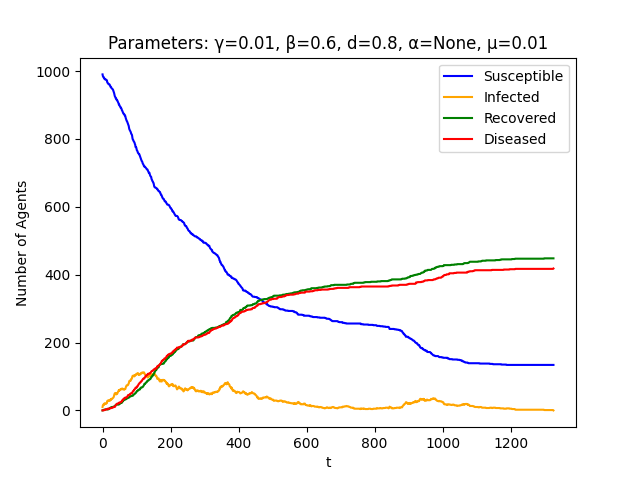 Parameters: γ=0.01, β=0.6, d=0.8, α=None, μ=0.01
Susceptible
Infected
Recovered
Diseased
Number of Agents
1000
800
600
400
200
0
0 200 400 600 800 1000 1200
t